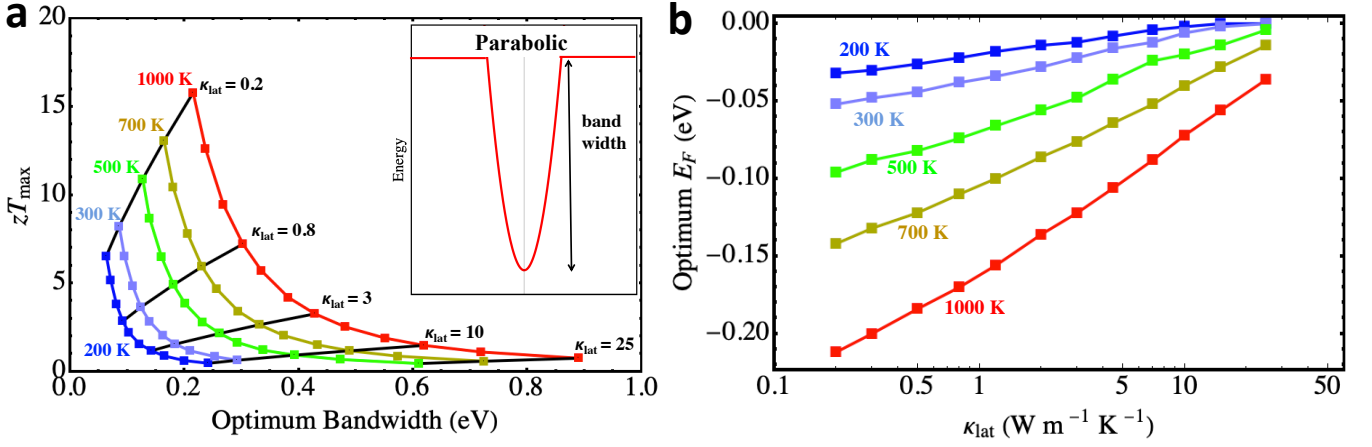 a
20
15
10
5
0
zT_max
1000 K
κ_lat = 0.2
700 K
500 K
300 K
200 K
κ_lat = 0.8
κ_lat = 3
κ_lat = 10
κ_lat = 25
Parabolic
Energy
band
width
0.0 0.2 0.4 0.6 0.8 1.0
Optimum Bandwidth (eV)
b
0.00
−0.05
−0.10
−0.15
−0.20
Optimum E_F (eV)
200 K
300 K
500 K
700 K
1000 K
0.1 0.5 1 5 10 50
κ_lat (W m⁻¹ K⁻¹)